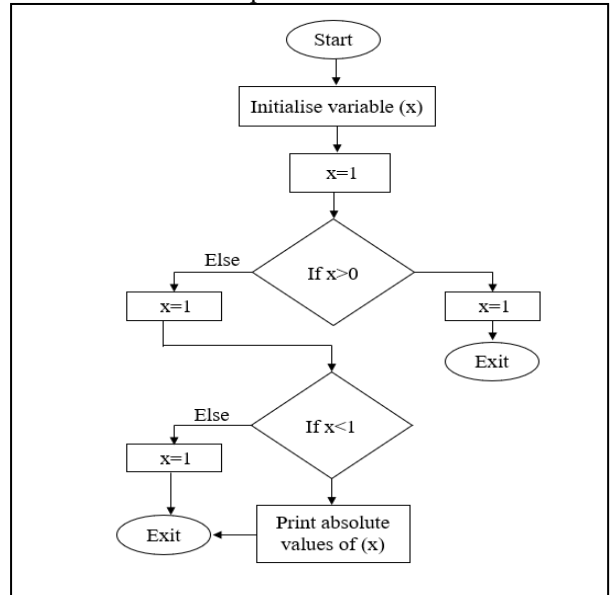 Start
Initialise variable (x)
x=1
If x>0
Else
x=1
x=1
Exit
If x<1
Else
x=1
Print absolute
values of (x)
Exit